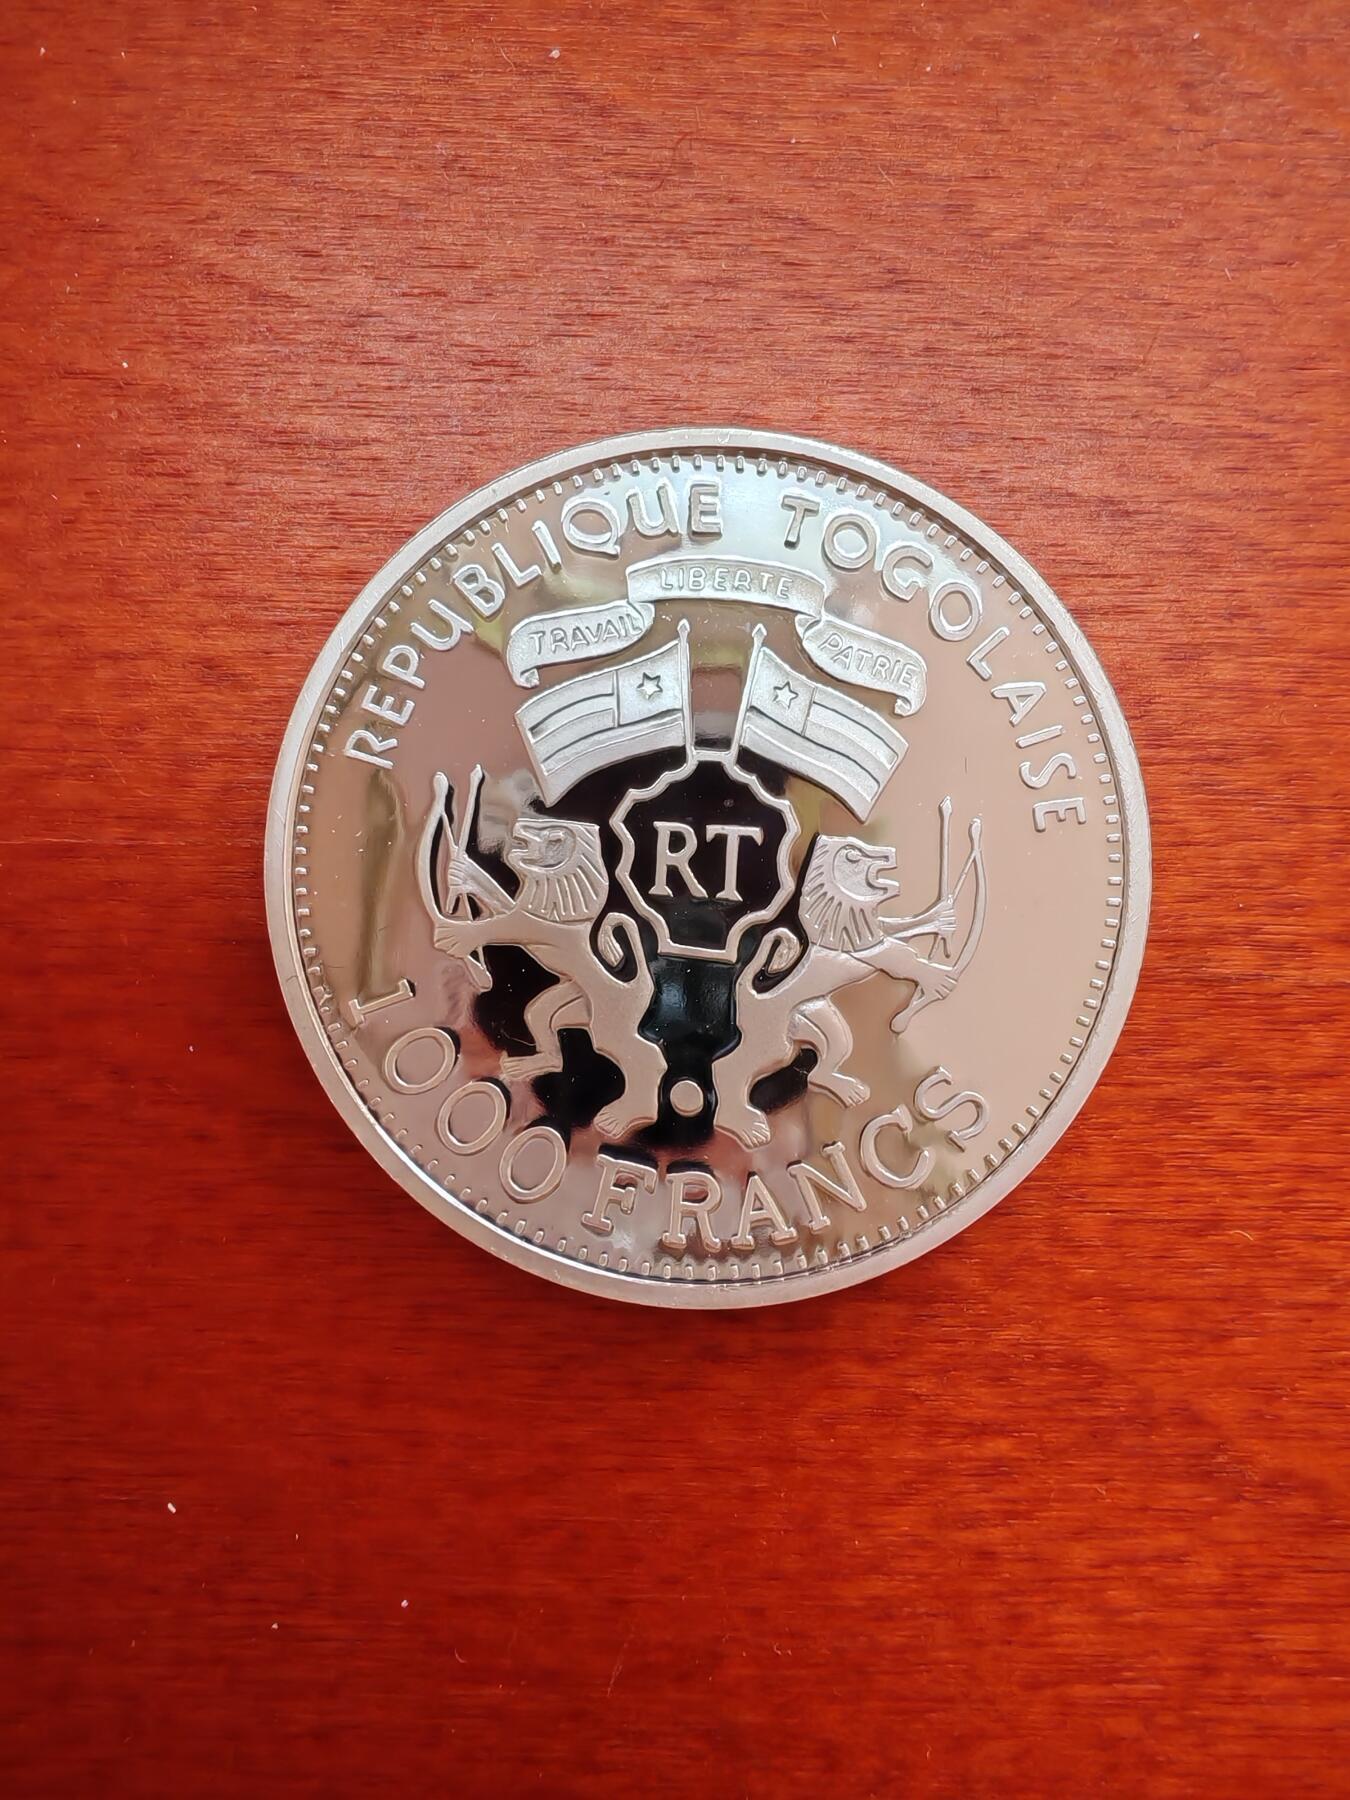 REPUBLIQUE TOGOLAISE
LIBERTE
TRAVAIL
PATRIE
RT
1000 FRANCS